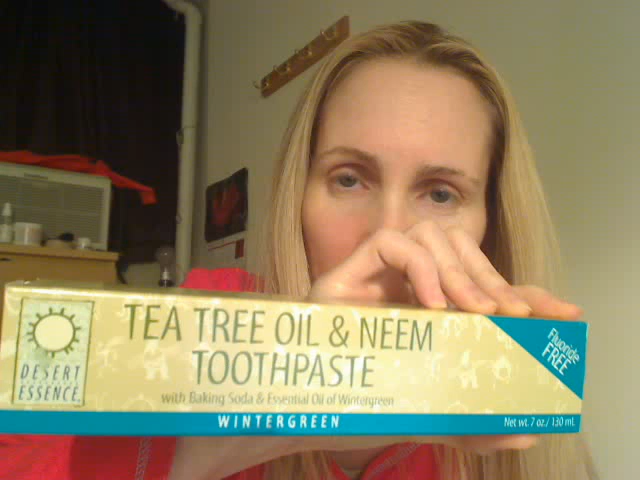 TEA TREE OIL & NEEM
TOOTHPASTE
with Baking Soda & Essential Oil of Wintergreen
WINTERGREEN
DESERT
ESSENCE
Fluoride
FREE
Net wt. 7 oz./ 130 mL